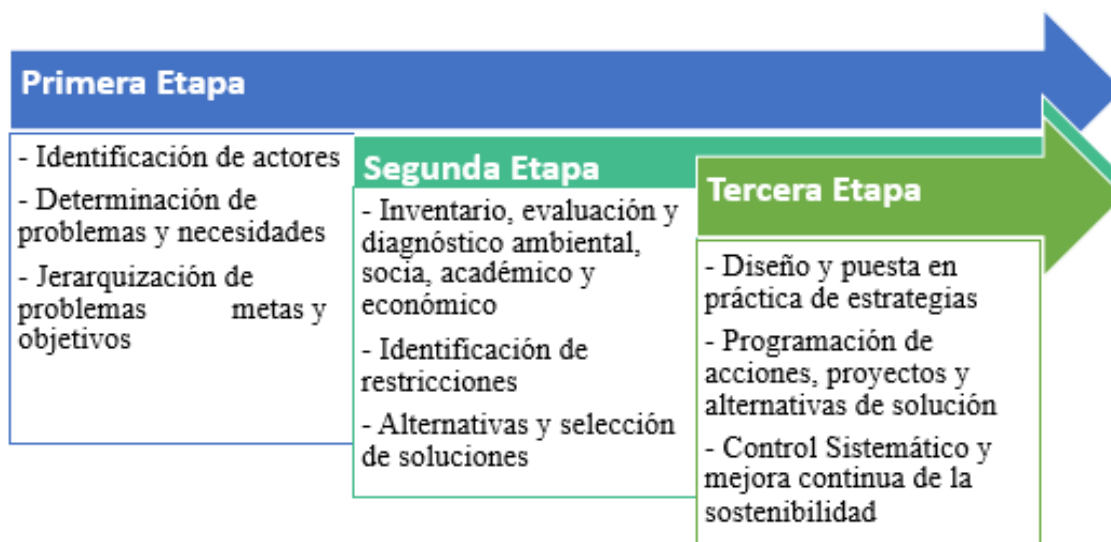 Primera Etapa
- Identificación de actores
- Determinación de
problemas y necesidades
- Jerarquización de
problemas metas y
objetivos
Segunda Etapa
- Inventario, evaluación y
diagnóstico ambiental,
socia, académico y
económico
- Identificación de
restricciones
- Alternativas y selección
de soluciones
Tercera Etapa
- Diseño y puesta en
práctica de estrategias
- Programación de
acciones, proyectos y
alternativas de solución
- Control Sistemático y
mejora continua de la
sostenibilidad